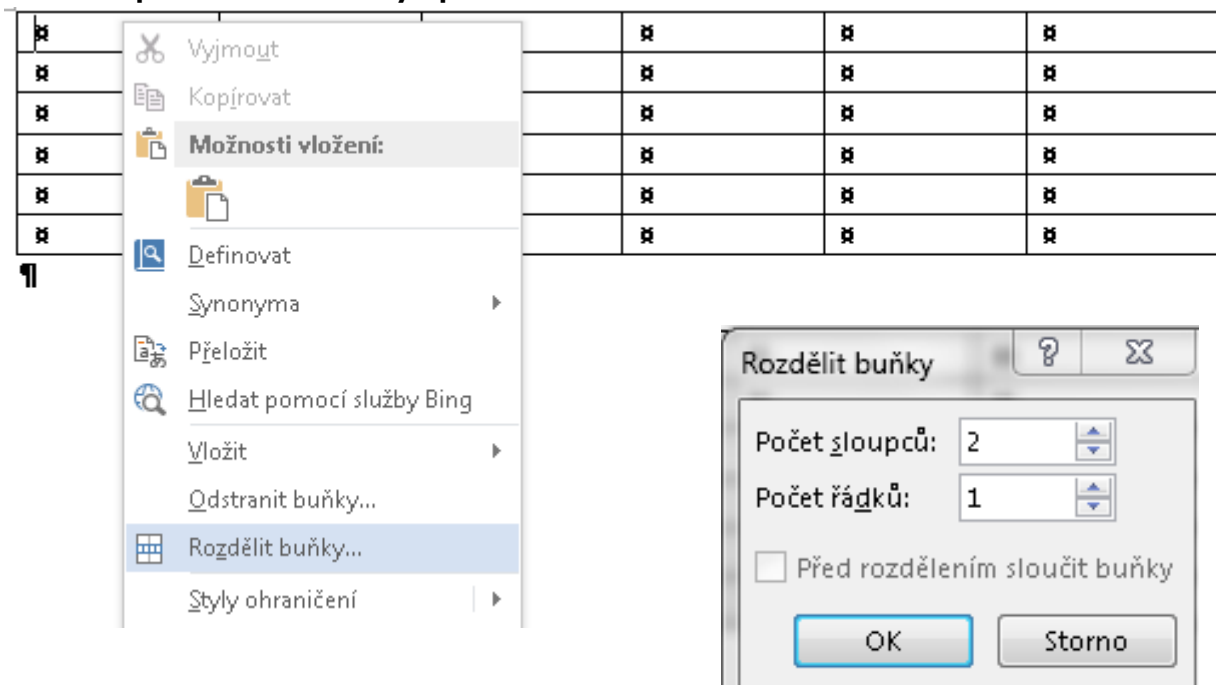 ¤ ¤ ¤ ¤
¤ ¤ ¤ ¤
¤ ¤ ¤ ¤
¤ ¤ ¤ ¤
¤ ¤ ¤ ¤
¤ ¤ ¤ ¤
¶
Vyjmout
Kopírovat
Možnosti vložení:
Definovat
Synonyma
Přeložit
Hledat pomocí služby Bing
Vložit
Odstranit buňky...
Rozdělit buňky...
Styly ohraničení
Rozdělit buňky
Počet sloupců: 2
Počet řádků: 1
Před rozdělením sloučit buňky
OK Storno